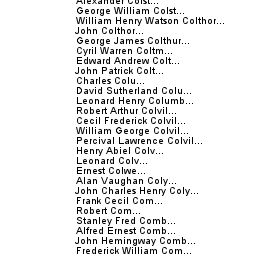 Alexander Colst...
George William Colst...
William Henry Watson Colthor...
John Colthor...
George James Colthur...
Cyril Warren Coltm...
Edward Andrew Colt...
John Patrick Colt...
Charles Colu...
David Sutherland Colu...
Leonard Henry Columb...
Robert Arthur Colvil...
Cecil Frederick Colvil...
William George Colvil...
Percival Lawrence Colvil...
Henry Abiel Colv...
Leonard Colv...
Ernest Colwe...
Alan Vaughan Coly...
John Charles Henry Coly...
Frank Cecil Com...
Robert Com...
Stanley Fred Comb...
Alfred Ernest Comb...
John Hemingway Comb...
Frederick William Com...